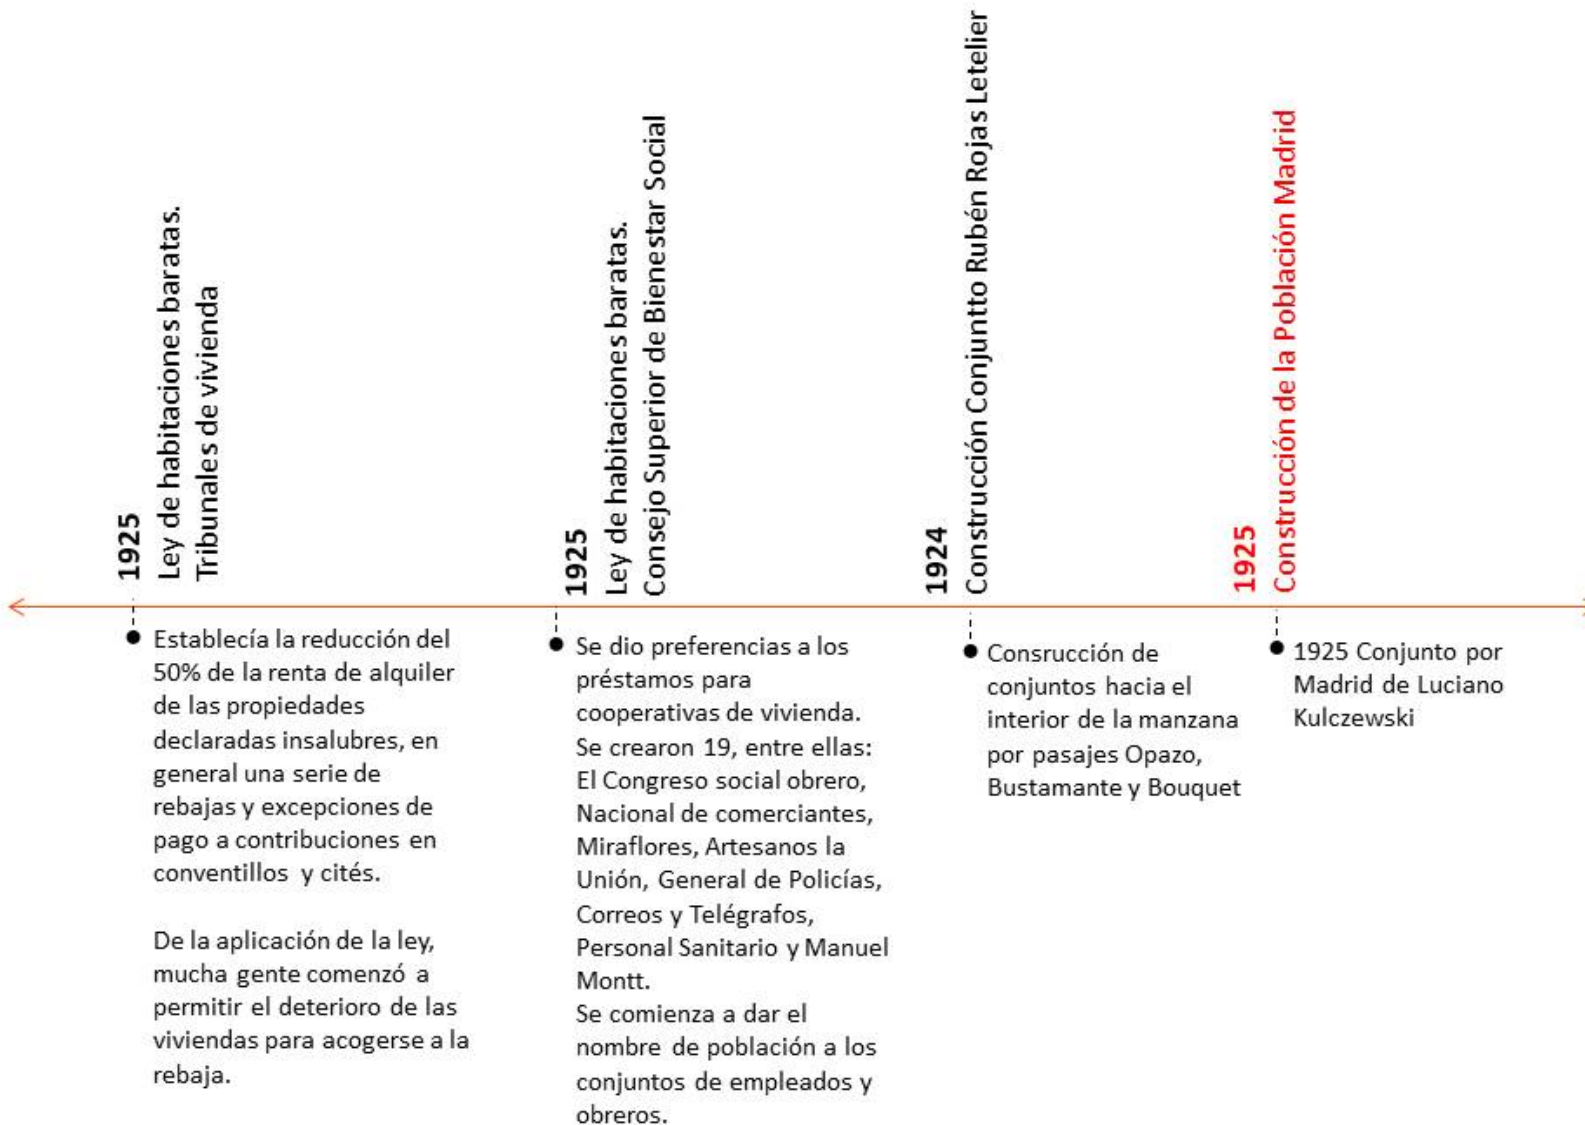 1925
Ley de habitaciones baratas.
Tribunales de vivienda
Establecía la reducción del
50% de la renta de alquiler
de las propiedades
declaradas insalubres, en
general una serie de
rebajas y excepciones de
pago a contribuciones en
conventillos y cités.
De la aplicación de la ley,
mucha gente comenzó a
permitir el deterioro de las
viviendas para acogerse a la
rebaja.
1925
Ley de habitaciones baratas.
Consejo Superior de Bienestar Social
Se dio preferencias a los
préstamos para
cooperativas de vivienda.
Se crearon 19, entre ellas:
El Congreso social obrero,
Nacional de comerciantes,
Miraflores, Artesanos la
Unión, General de Policías,
Correos y Telégrafos,
Personal Sanitario y Manuel
Montt.
Se comienza a dar el
nombre de población a los
conjuntos de empleados y
obreros.
1924
Construcción Conjuntto Rubén Rojas Letelier
Consrucción de
conjuntos hacia el
interior de la manzana
por pasajes Opazo,
Bustamante y Bouquet
1925
Construcción de la Población Madrid
1925 Conjunto por
Madrid de Luciano
Kulczewski